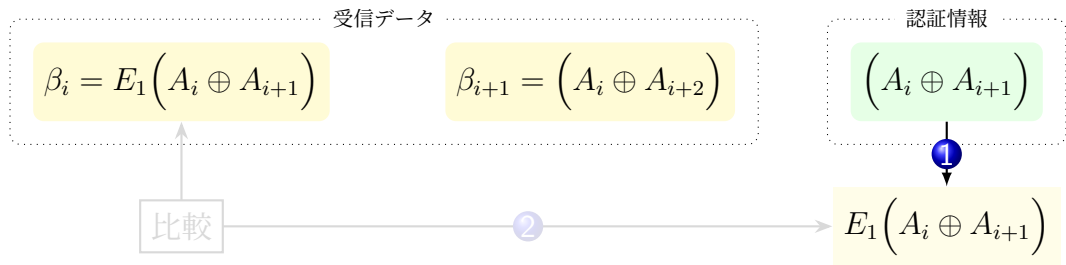 受信データ
認証情報
β_i = E_1(A_i ⊕ A_{i+1})
β_{i+1} = (A_i ⊕ A_{i+2})
(A_i ⊕ A_{i+1})
1
比較
2
E_1(A_i ⊕ A_{i+1})